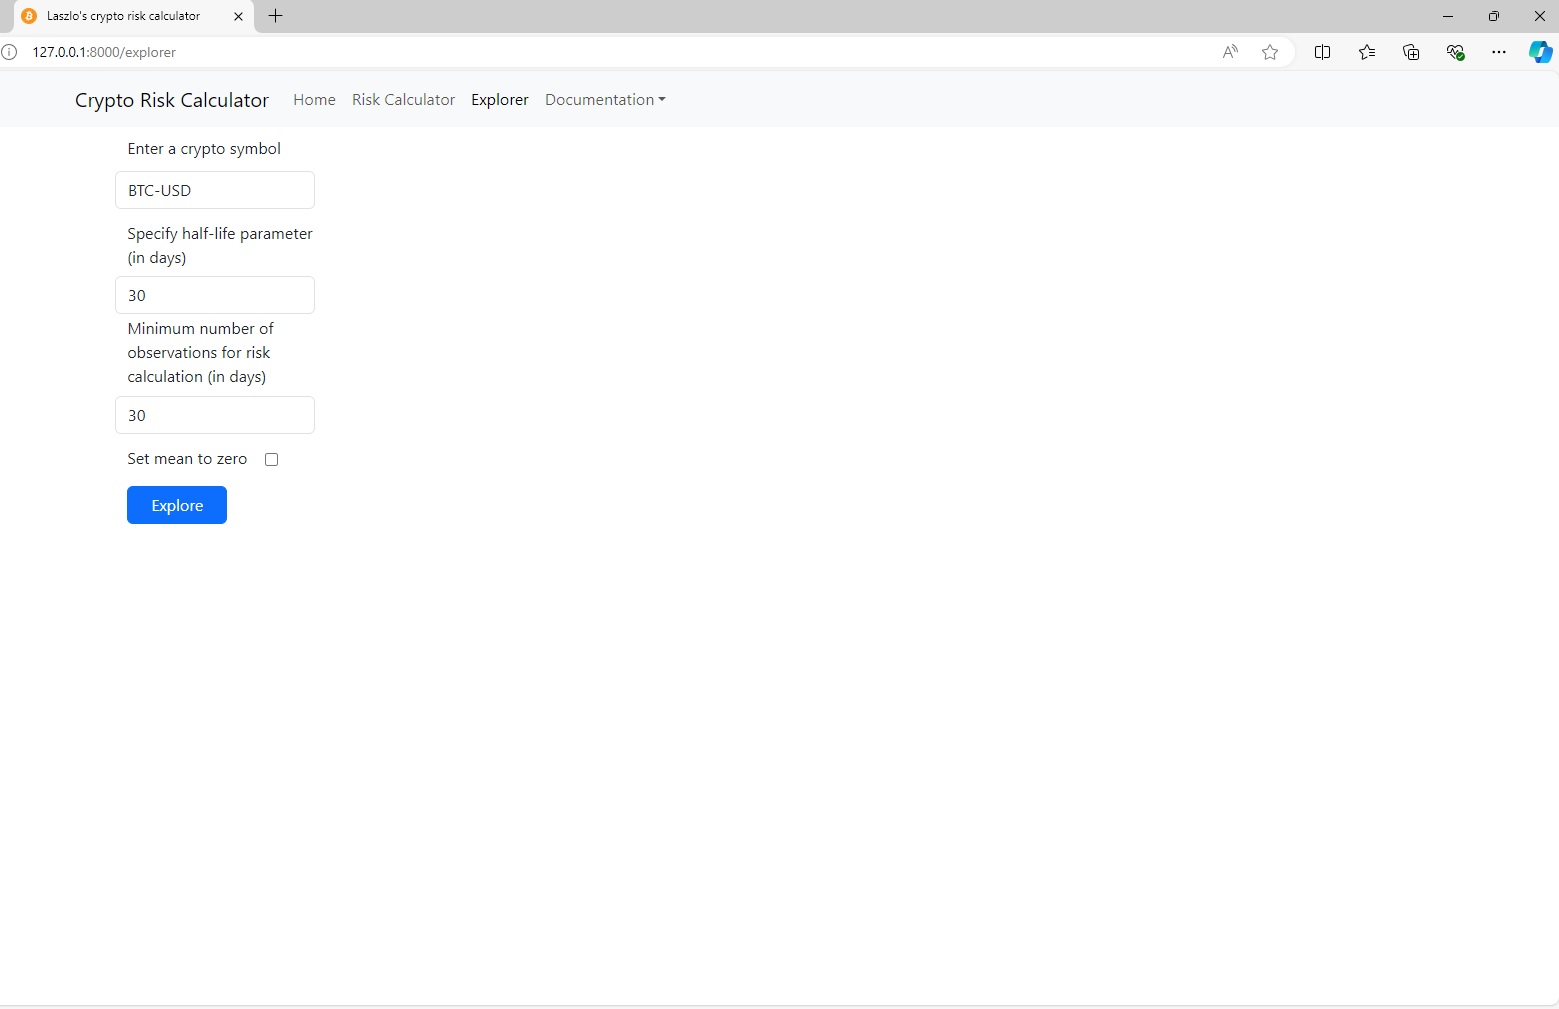 Laszlo's crypto risk calculator
127.0.0.1:8000/explorer
Crypto Risk Calculator Home Risk Calculator Explorer Documentation
Enter a crypto symbol
BTC-USD
Specify half-life parameter
(in days)
30
Minimum number of
observations for risk
calculation (in days)
30
Set mean to zero
Explore